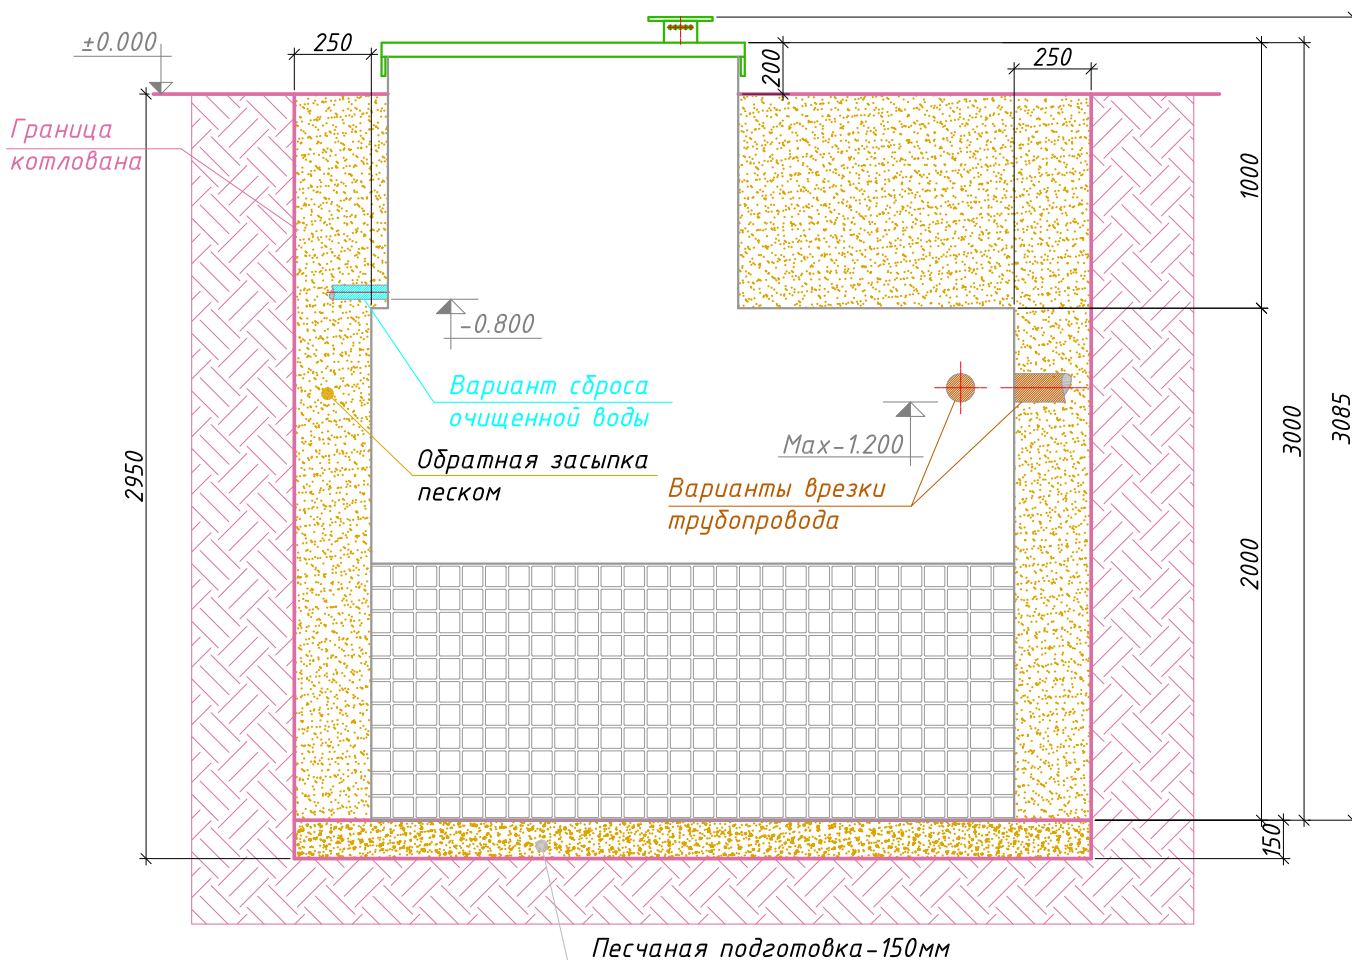 ±0.000
250
200
250
Граница
котлована
1000
-0.800
Вариант сброса
очищенной воды
Max-1.200
3000
3085
2950
Обратная засыпка
песком
Варианты врезки
трубопровода
2000
150
Песчаная подготовка-150мм